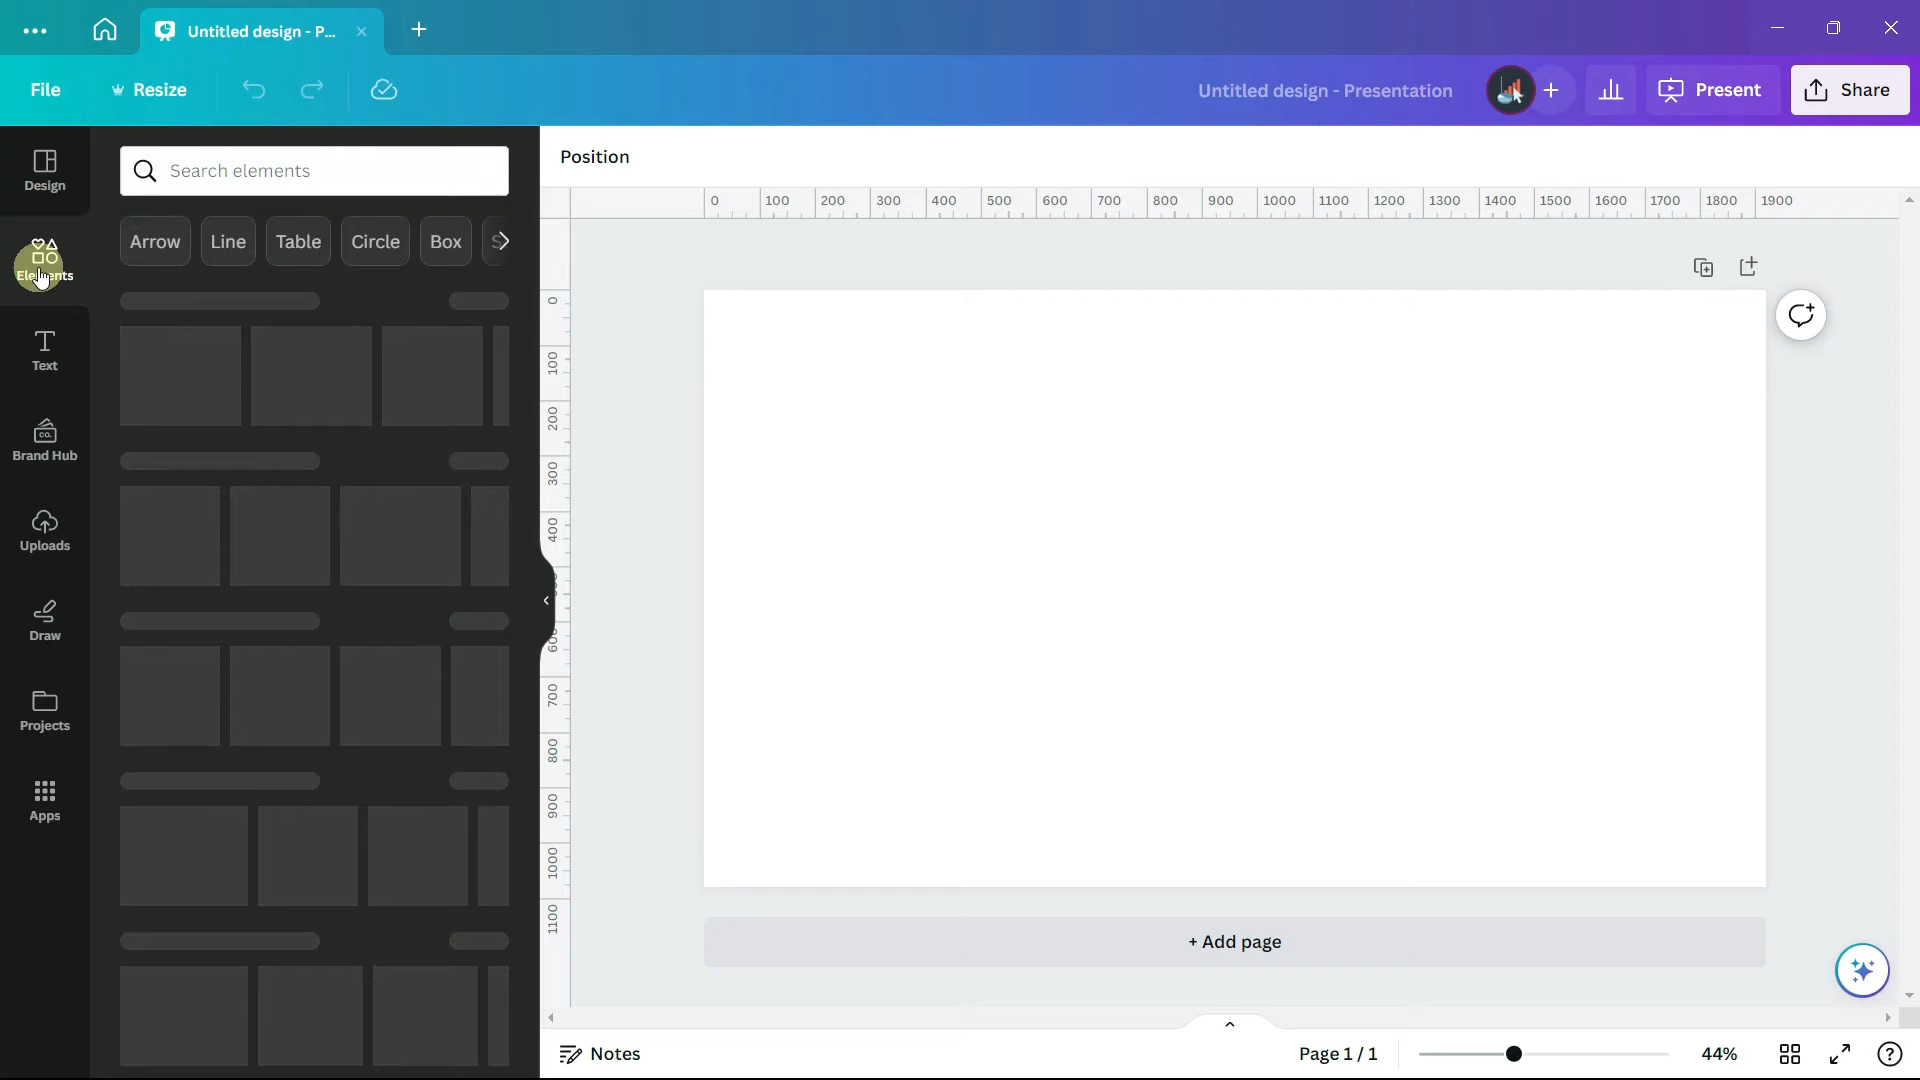 Untitled design - P...
File
Resize
Untitled design - Presentation
Present
Share
Design
Search elements
Position
Arrow
Line
Table
Circle
Box
0 100 200 300 400 500 600 700 800 900 1000 1100 1200 1300 1400 1500 1600 1700 1800 1900
Elements
Text
Brand Hub
CO.
Uploads
Draw
Projects
Apps
0
100
200
300
400
600
700
800
900
1000
1100
+ Add page
Notes
Page 1 / 1
44%